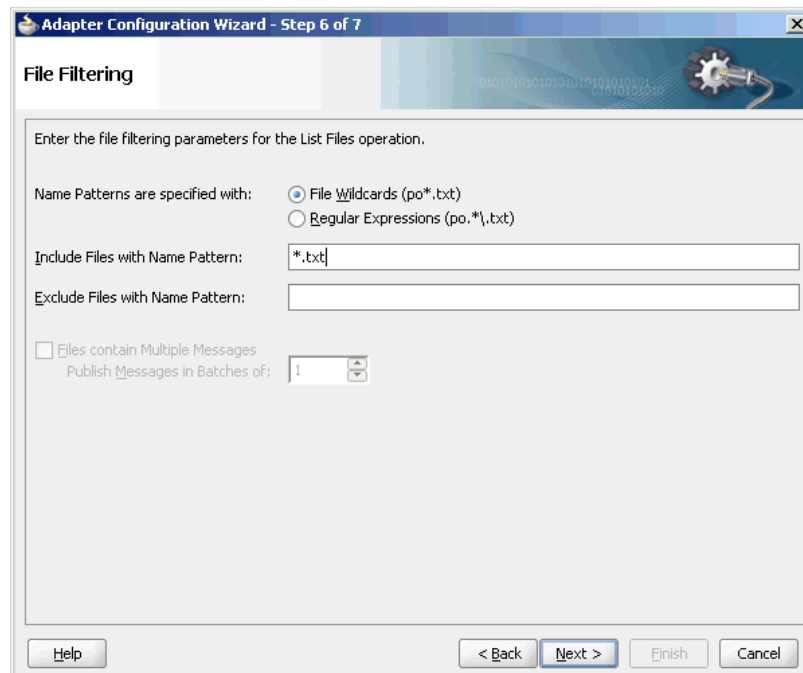 Adapter Configuration Wizard - Step 6 of 7
File Filtering
Enter the file filtering parameters for the List Files operation.
Name Patterns are specified with:
File Wildcards (po*.txt)
Regular Expressions (po.*\.txt)
Include Files with Name Pattern: *.txt
Exclude Files with Name Pattern:
Files contain Multiple Messages
Publish Messages in Batches of: 1
Help < Back Next > Finish Cancel